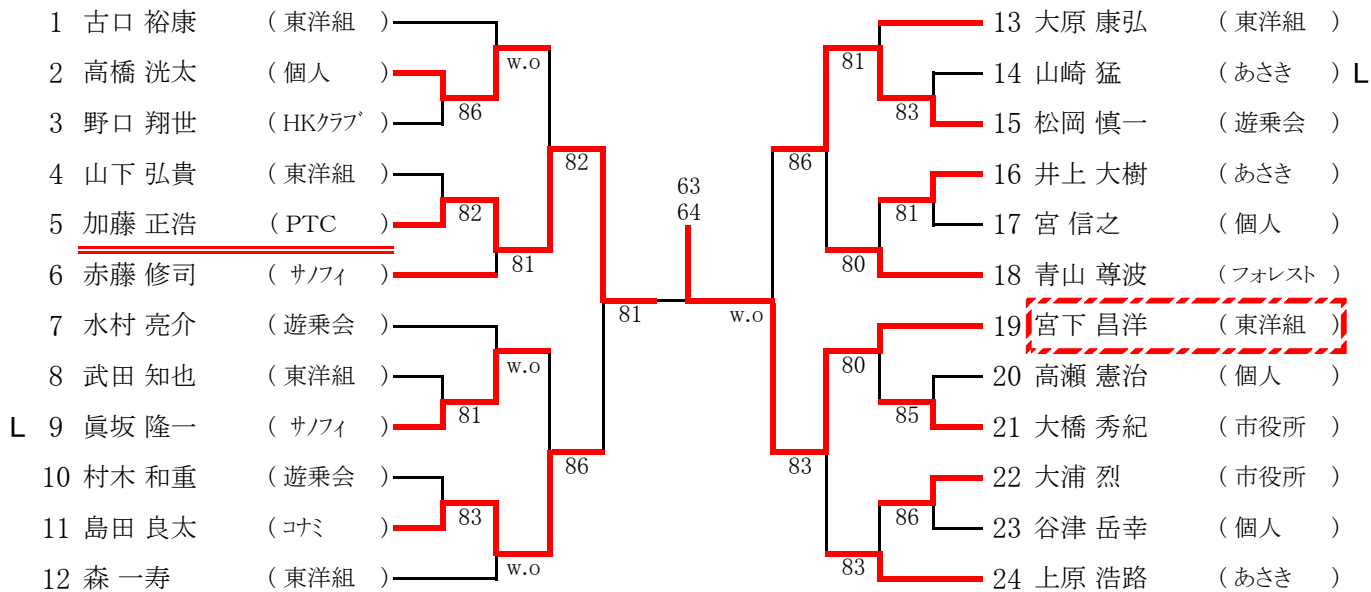 1 古口 裕康 (東洋組 )
2 高橋 洸太 (個人 )
3 野口 翔世 (HKクラブ)
4 山下 弘貴 (東洋組 )
5 加藤 正浩 (PTC )
6 赤藤 修司 (サノフィ )
7 水村 亮介 (遊乗会 )
8 武田 知也 (東洋組 )
L 9 眞坂 隆一 (サノフィ )
10 村木 和重 (遊乗会 )
11 島田 良太 (コナミ )
12 森 一寿 (東洋組 )
w.o
86
82
82
81
w.o
81
86
83
w.o
81
63
64
w.o
13 大原 康弘 (東洋組 )
14 山崎 猛 (あさき ) L
15 松岡 慎一 (遊乗会 )
16 井上 大樹 (あさき )
17 宮 信之 (個人 )
18 青山 尊波 (フォレスト)
19 宮下 昌洋 (東洋組 )
20 高瀬 憲治 (個人 )
21 大橋 秀紀 (市役所 )
22 大浦 烈 (市役所 )
23 谷津 岳幸 (個人 )
24 上原 浩路 (あさき )
81
83
86
81
80
80
85
83
86
83